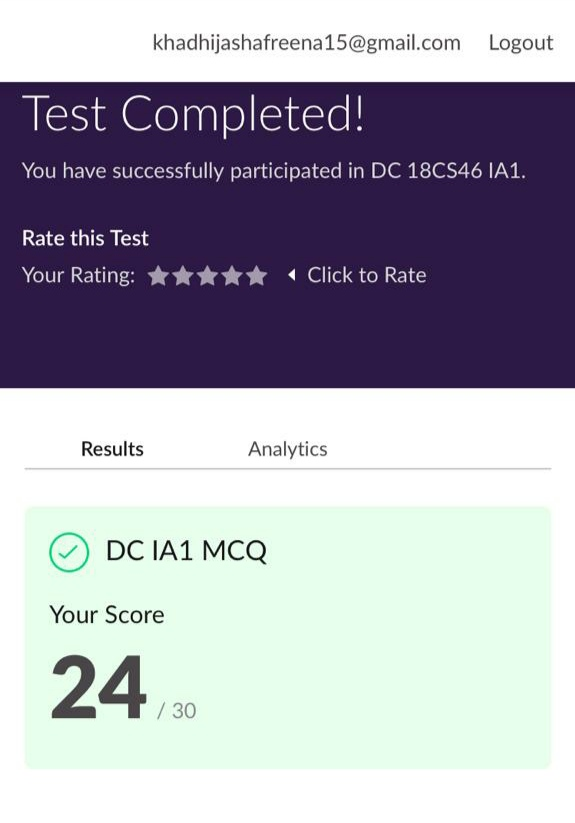 khadhijashafreena15@gmail.com Logout
Test Completed!
You have successfully participated in DC 18CS46 IA1.
Rate this Test
Your Rating: Click to Rate
Results Analytics
DC IA1 MCQ
Your Score
24 / 30